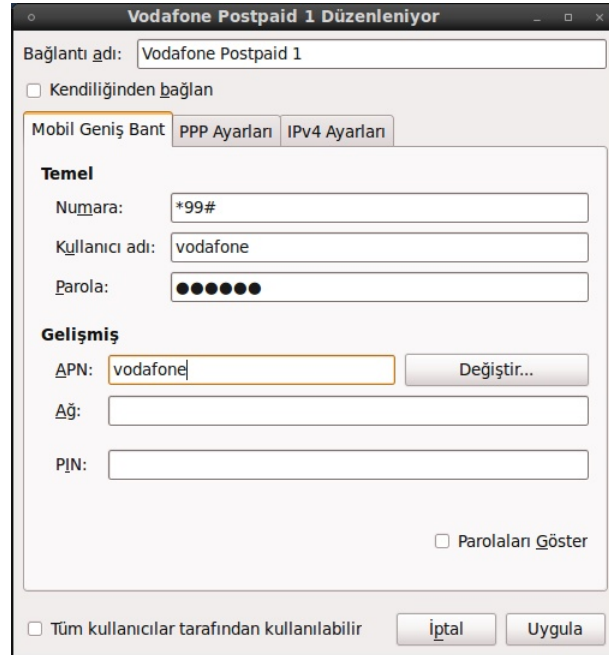 Vodafone Postpaid 1 Düzenleniyor
Bağlantı adı: Vodafone Postpaid 1
Kendiliğinden bağlan
Mobil Geniş Bant PPP Ayarları IPv4 Ayarları
Temel
Numara: *99#
Kullanıcı adı: vodafone
Parola: ●●●●●●
Gelişmiş
APN: vodafone Değiştir...
Ağ:
PIN:
Parolaları Göster
Tüm kullanıcılar tarafından kullanılabilir İptal Uygula